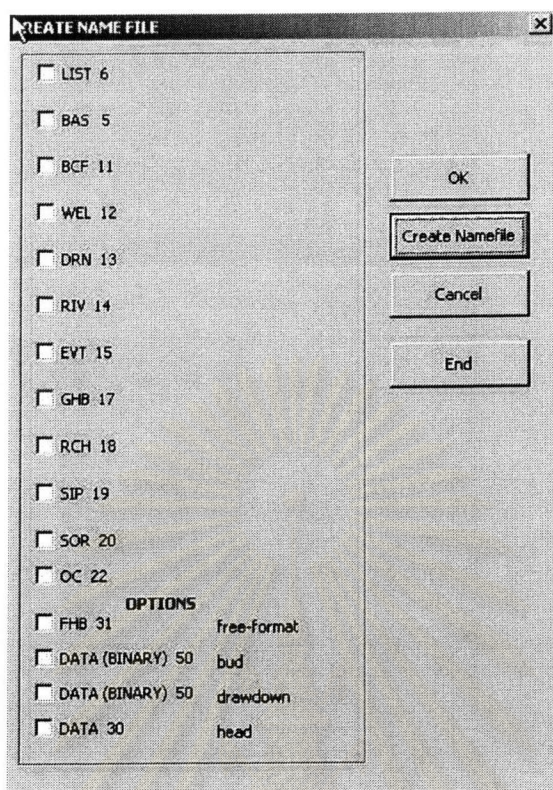 CREATE NAME FILE
LIST 6
BAS 5
BCF 11
WEL 12
DRN 13
RIV 14
EVT 15
GHB 17
RCH 18
SIP 19
SOR 20
OC 22
OPTIONS
FHB 31 free-format
DATA (BINARY) 50 bud
DATA (BINARY) 50 drawdown
DATA 30 head
OK
Create Namefile
Cancel
End